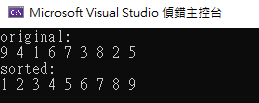 Microsoft Visual Studio 偵錯主控台
original:
9 4 1 6 7 3 8 2 5
sorted:
1 2 3 4 5 6 7 8 9